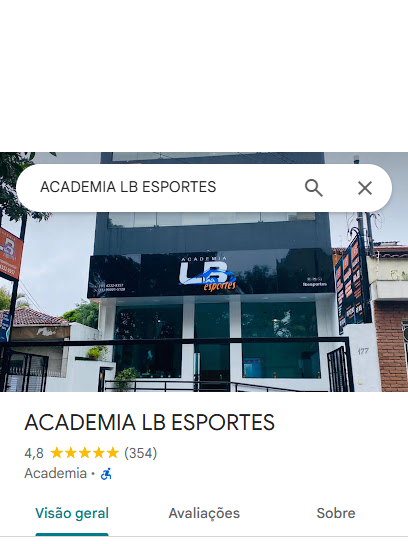 ACADEMIA LB ESPORTES
ACADEMIA
LB
esportes
lbesportes
LB
177
ACADEMIA LB ESPORTES
4,8 (354)
Academia ·
Visão geral
Avaliações
Sobre